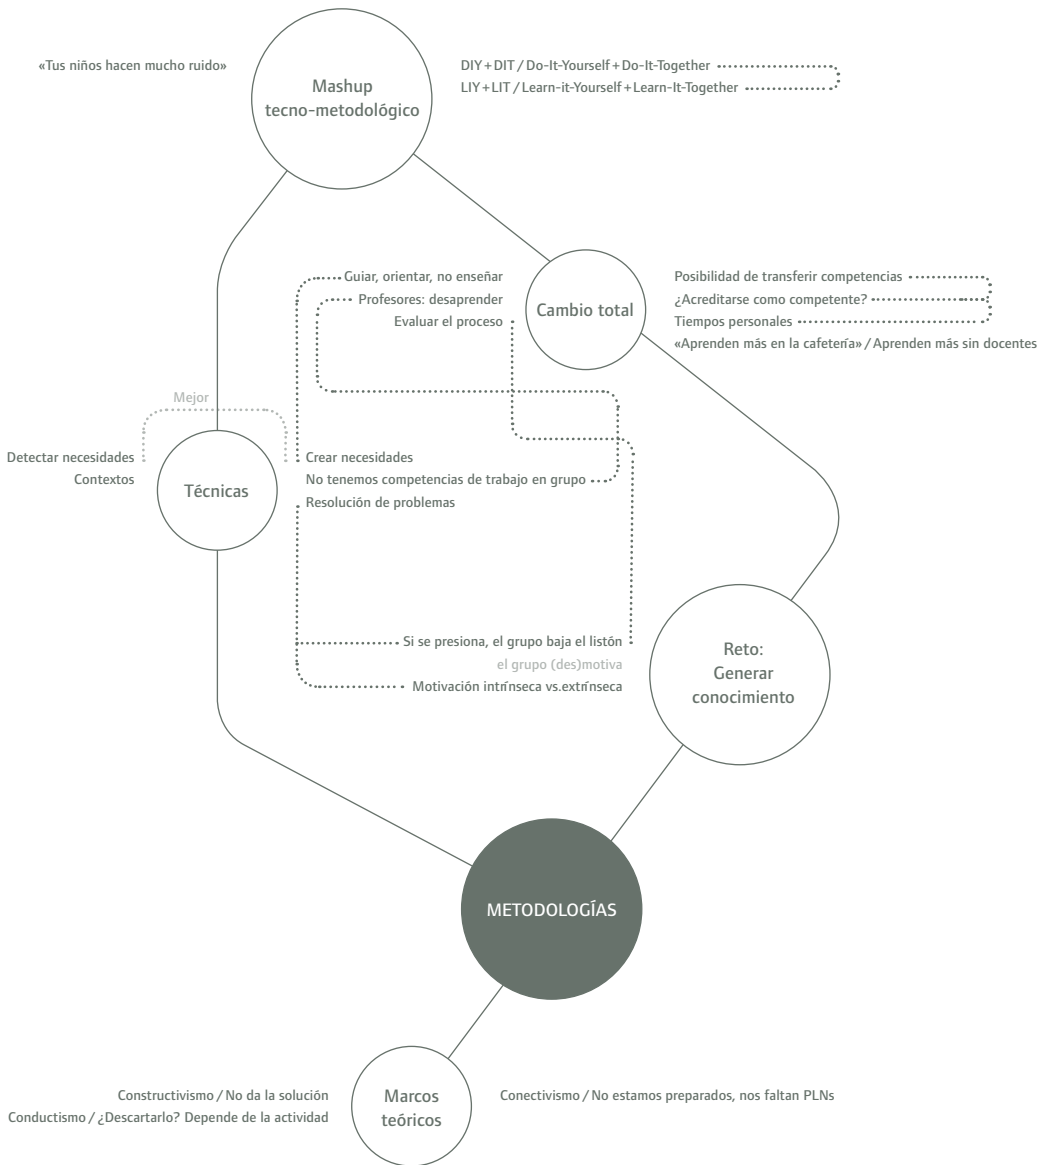 «Tus niños hacen mucho ruido»
Mashup
tecno-metodológico
DIY + DIT / Do-It-Yourself + Do-It-Together
LIY + LIT / Learn-it-Yourself + Learn-It-Together
Guiar, orientar, no enseñar
Profesores: desaprender
Evaluar el proceso
Cambio total
Posibilidad de transferir competencias
¿Acreditarse como competente?
Tiempos personales
«Aprenden más en la cafetería» / Aprenden más sin docentes
Mejor
Detectar necesidades
Contextos
Técnicas
Crear necesidades
No tenemos competencias de trabajo en grupo
Resolución de problemas
Si se presiona, el grupo baja el listón
el grupo (des)motiva
Motivación intrínseca vs.extrínseca
Reto:
Generar
conocimiento
METODOLOGÍAS
Constructivismo / No da la solución
Conductismo / ¿Descartarlo? Depende de la actividad
Marcos
teóricos
Conectivismo / No estamos preparados, nos faltan PLNs